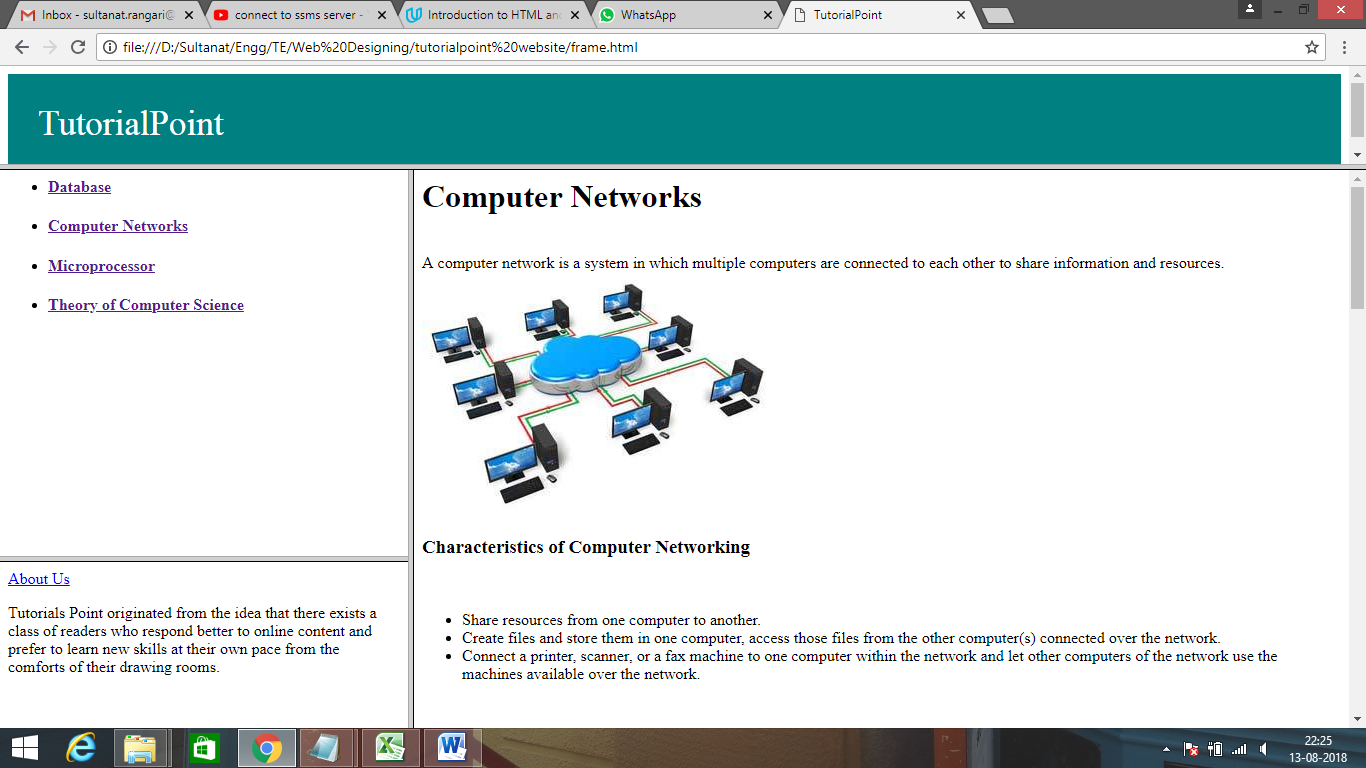 Inbox - sultanat.rangari@
connect to ssms server -
Introduction to HTML and
WhatsApp
TutorialPoint
file:///D:/Sultanat/Engg/TE/Web%20Designing/tutorialpoint%20website/frame.html
TutorialPoint
Database
Computer Networks
Microprocessor
Theory of Computer Science
About Us
Tutorials Point originated from the idea that there exists a
class of readers who respond better to online content and
prefer to learn new skills at their own pace from the
comforts of their drawing rooms.
Computer Networks
A computer network is a system in which multiple computers are connected to each other to share information and resources.
Characteristics of Computer Networking
Share resources from one computer to another.
Create files and store them in one computer, access those files from the other computer(s) connected over the network.
Connect a printer, scanner, or a fax machine to one computer within the network and let other computers of the network use the
machines available over the network.
22:25
13-08-2018